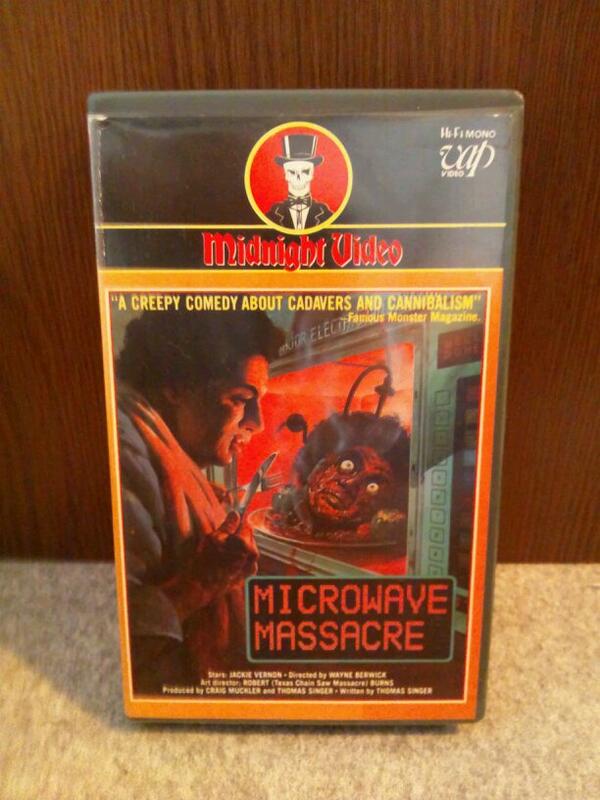 Hi-Fi MONO
vap
VIDEO
Midnight Video
"A CREEPY COMEDY ABOUT CADAVERS AND CANNIBALISM"
Famous Monster Magazine.
MICROWAVE
MASSACRE
Stars: JACKIE VERNON • Directed by WAYNE BERWICK
Art director: ROBERT (Texas Chain Saw Massacre) BURNS
Produced by CRAIG MUCKLER and THOMAS SINGER • Written by THOMAS SINGER